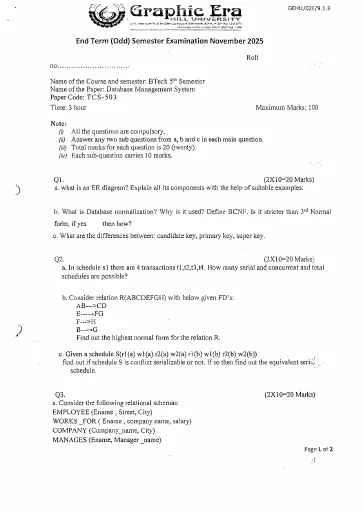 GEHU/02E/9.1.3
Graphic Era
HILL UNIVERSITY
End Term (Odd) Semester Examination November 2025
Roll
no..............................
Name of the Course and semester: BTech 5th Semester
Name of the Paper: Database Management System
Paper Code: TCS-503
Time: 3 hour Maximum Marks: 100
Note:
(i) All the questions are compulsory.
(ii) Answer any two sub questions from a, b and c in each main question.
(iii) Total marks for each question is 20 (twenty).
(iv) Each sub-question carries 10 marks.
Q1. (2X10=20 Marks)
a. what is an ER diagram? Explain all its components with the help of suitable examples.
b. What is Database normalization? Why is it used? Define BCNF. Is it stricter than 3rd Normal
form, if yes then how?
c. What are the differences between: candidate key, primary key, super key.
Q2. (2X10=20 Marks)
a. In schedule s1 there are 4 transactions t1,t2,t3,t4. How many serial and concurrent and total
schedules are possible?
b. Consider relation R(ABCDEFGH) with below given FD's:
AB--->CD
E----->FG
F--->H
B---->G
Find out the highest normal form for the relation R.
c. Given a schedule S(r1(a) w1(a) r2(a) w2(a) r1(b) w1(b) r2(b) w2(b))
find out if schedule S is conflict serializable or not. If so then find out the equivalent serial
schedule.
Q3. (2X10=20 Marks)
a. Consider the following relational schemas:
EMPLOYEE (Ename , Street, City)
WORKS _FOR ( Ename , company name, salary)
COMPANY (Company_name, City)
MANAGES (Ename, Manager _name)
Page 1 of 2